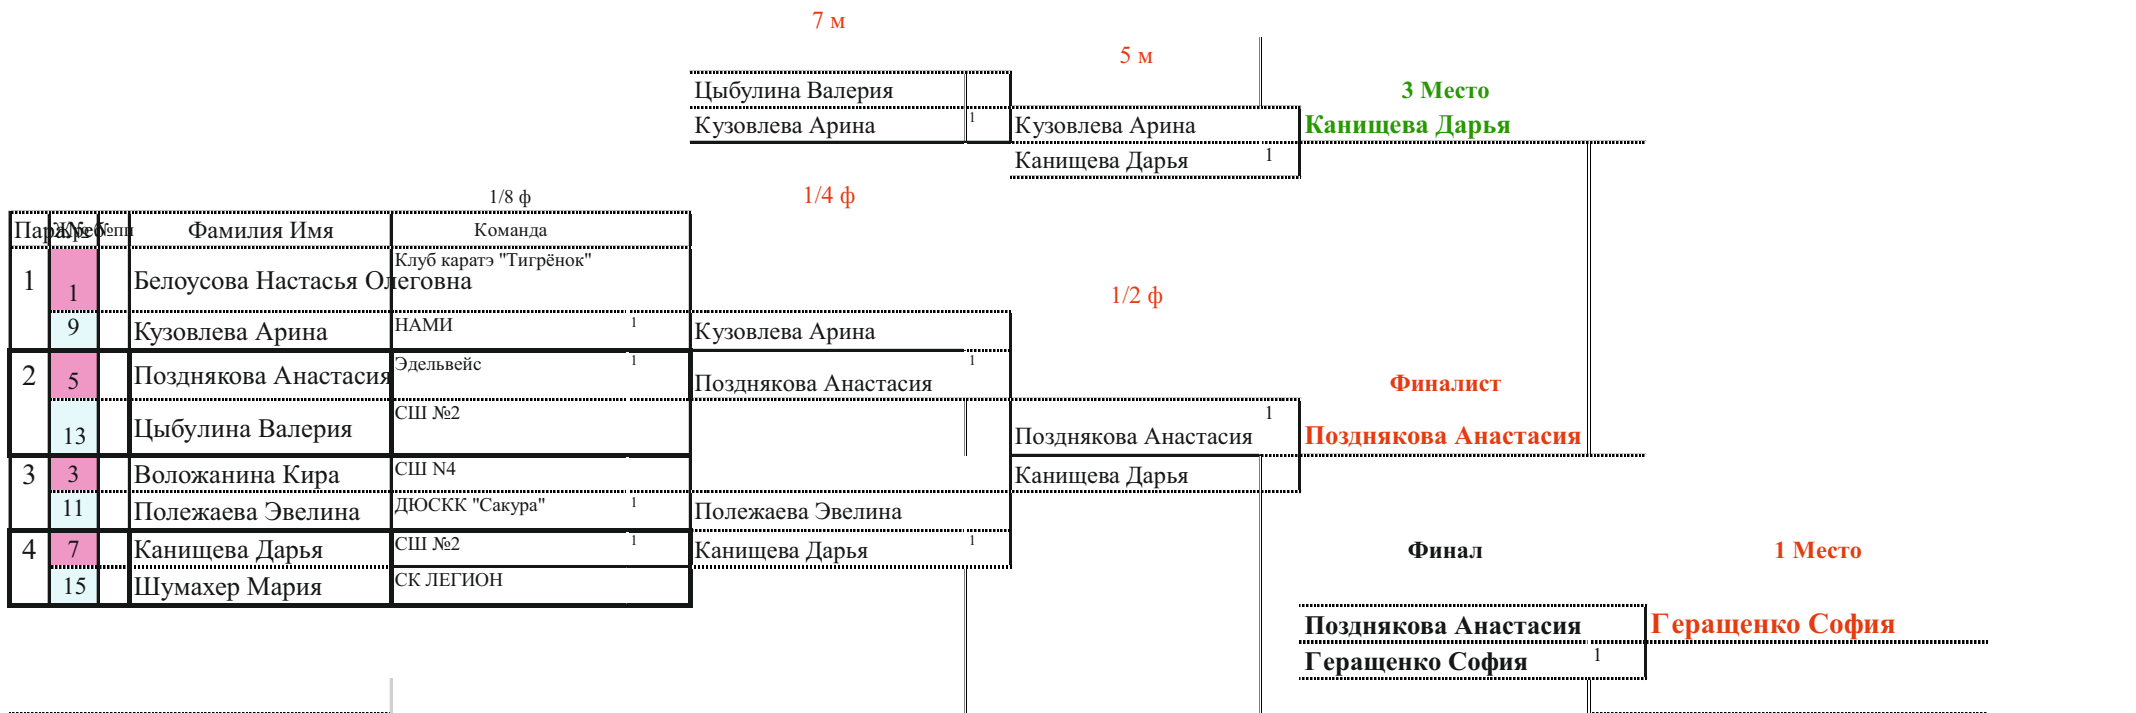 7 м
5 м
Цыбулина Валерия
3 Место
Кузовлева Арина 1 Кузовлева Арина Канищева Дарья
Канищева Дарья 1
1/8 ф 1/4 ф
Пара № Жреб №пп Фамилия Имя Команда
1 1 Белоусова Настасья Олеговна Клуб каратэ "Тигрёнок"
1/2 ф
9 Кузовлева Арина НАМИ 1 Кузовлева Арина
2 5 Позднякова Анастасия Эдельвейс 1 Позднякова Анастасия 1 Финалист
13 Цыбулина Валерия СШ №2 Позднякова Анастасия 1 Позднякова Анастасия
3 3 Воложанина Кира СШ N4 Канищева Дарья
11 Полежаева Эвелина ДЮСКК "Сакура" 1 Полежаева Эвелина
4 7 Канищева Дарья СШ №2 1 Канищева Дарья 1 Финал 1 Место
15 Шумахер Мария СК ЛЕГИОН
Позднякова Анастасия Геращенко София
Геращенко София 1